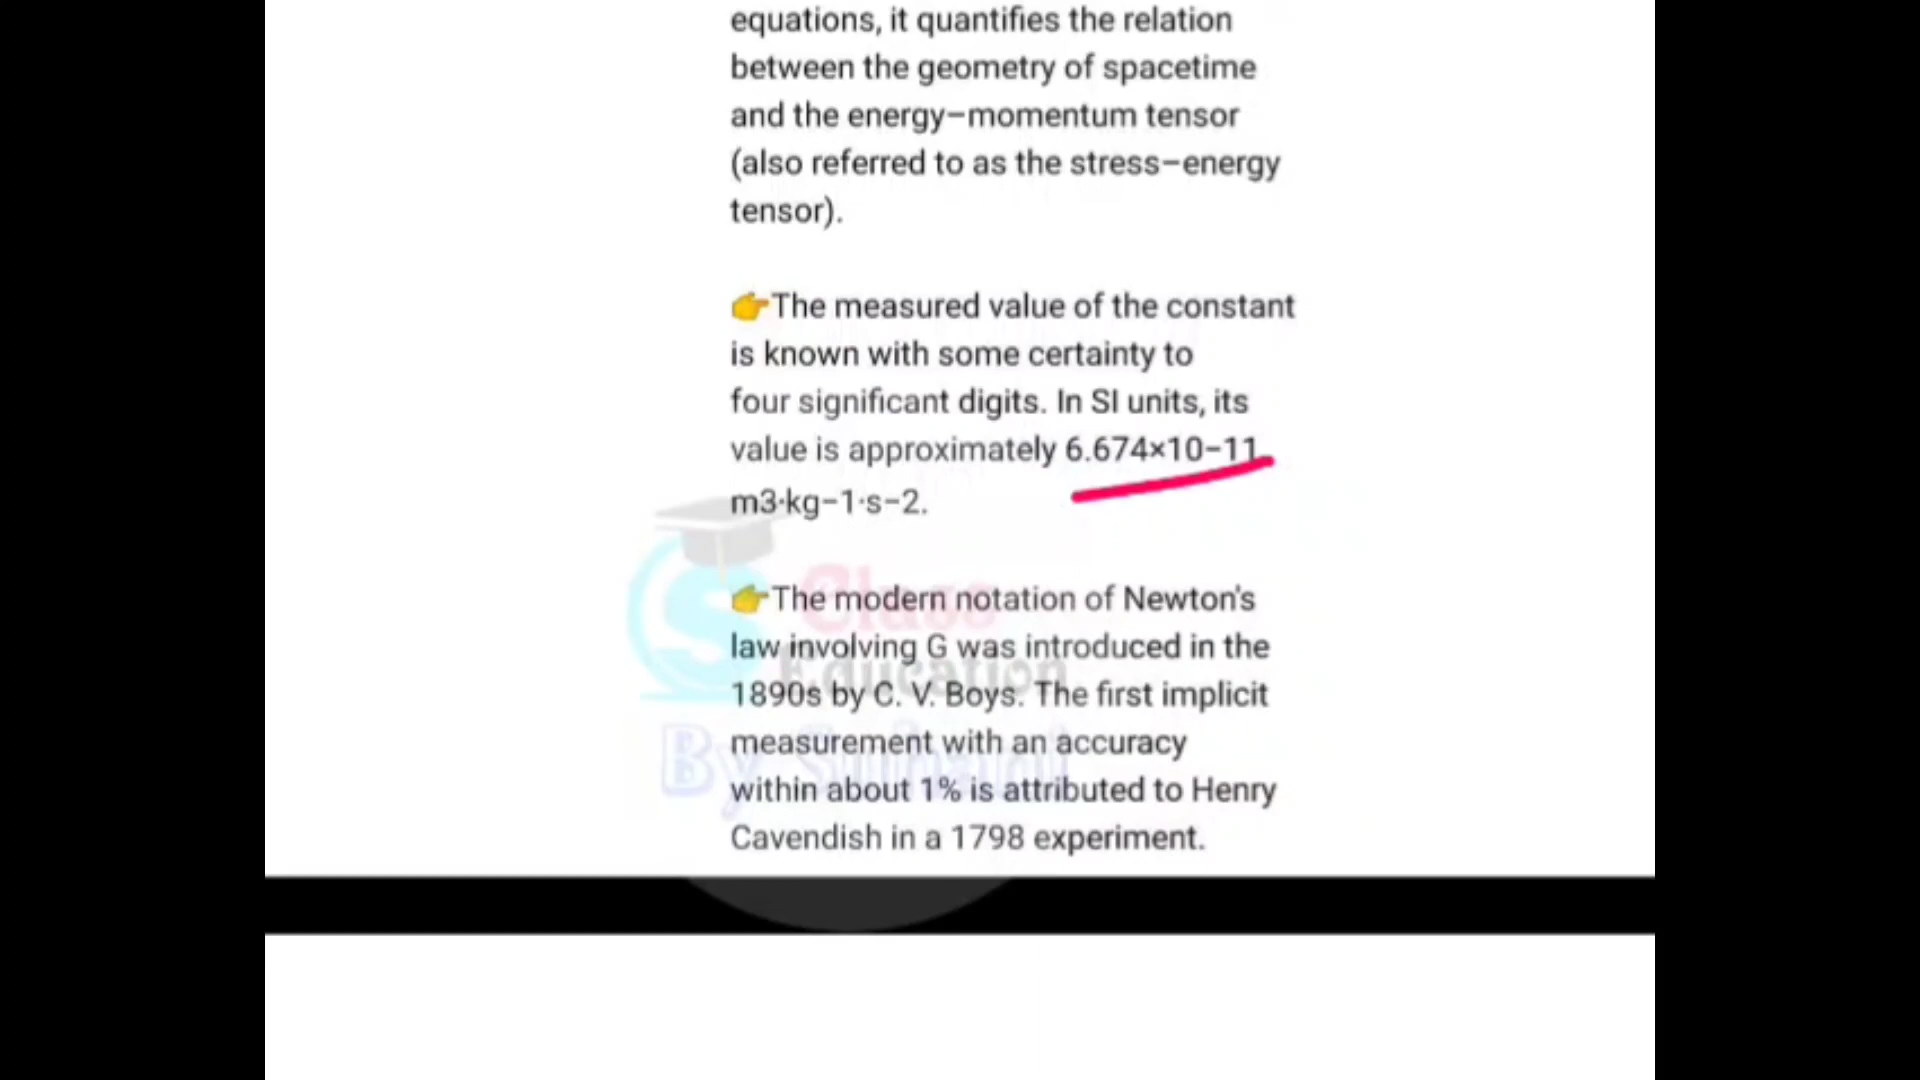 equations, it quantifies the relation
between the geometry of spacetime
and the energy–momentum tensor
(also referred to as the stress–energy
tensor).
👉The measured value of the constant
is known with some certainty to
four significant digits. In SI units, its
value is approximately 6.674×10−11
m3⋅kg−1⋅s−2.
👉The modern notation of Newton's
law involving G was introduced in the
1890s by C. V. Boys. The first implicit
measurement with an accuracy
within about 1% is attributed to Henry
Cavendish in a 1798 experiment.
S Class
Education
By